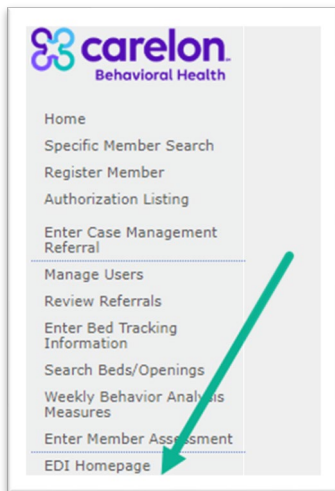 carelon.
Behavioral Health
Home
Specific Member Search
Register Member
Authorization Listing
Enter Case Management
Referral
Manage Users
Review Referrals
Enter Bed Tracking
Information
Search Beds/Openings
Weekly Behavior Analysis
Measures
Enter Member Assessment
EDI Homepage